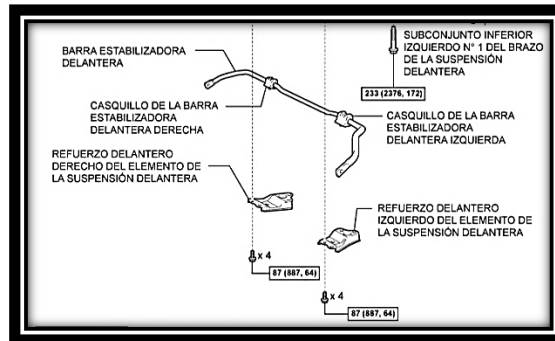 SUBCONJUNTO INFERIOR
IZQUIERDO N° 1 DEL BRAZO
DE LA SUSPENSIÓN
DELANTERA
BARRA ESTABILIZADORA
DELANTERA
233 (2376, 172)
CASQUILLO DE LA BARRA
ESTABILIZADORA
DELANTERA DERECHA
CASQUILLO DE LA BARRA
ESTABILIZADORA
DELANTERA IZQUIERDA
REFUERZO DELANTERO
DERECHO DEL ELEMENTO DE
LA SUSPENSIÓN DELANTERA
REFUERZO DELANTERO
IZQUIERDO DEL ELEMENTO DE
LA SUSPENSIÓN DELANTERA
x 4
87 (887, 64)
x 4
87 (887, 64)